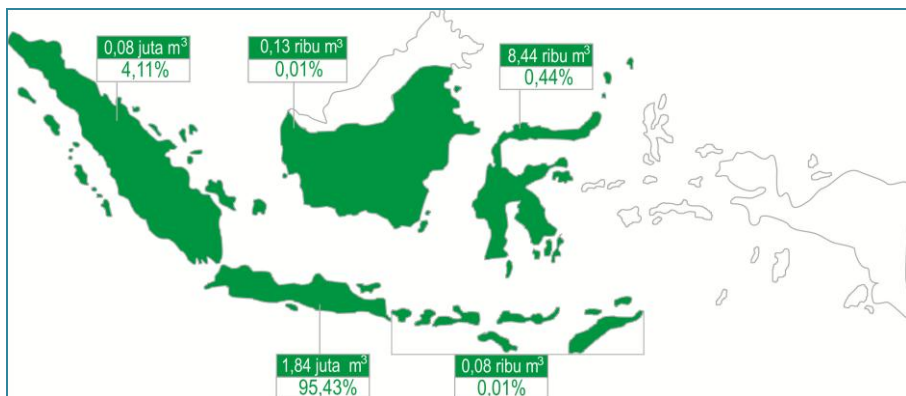 0,08 juta m³
4,11%
0,13 ribu m³
0,01%
8,44 ribu m³
0,44%
1,84 juta m³
95,43%
0,08 ribu m³
0,01%